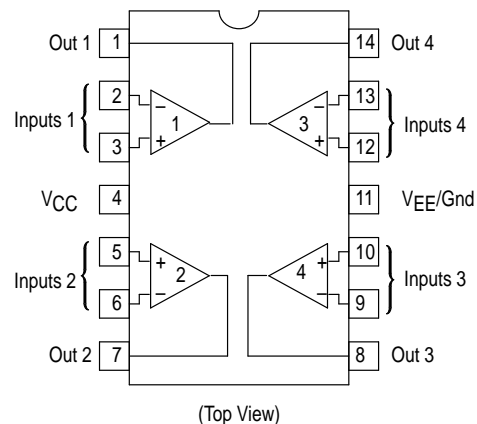 Out 1 1 14 Out 4
2 13
Inputs 1 − − Inputs 4
1 3
3 + + 12
VCC 4 11 VEE/Gnd
5 + + 10
Inputs 2 2 4 Inputs 3
6 − − 9
Out 2 7 8 Out 3
(Top View)